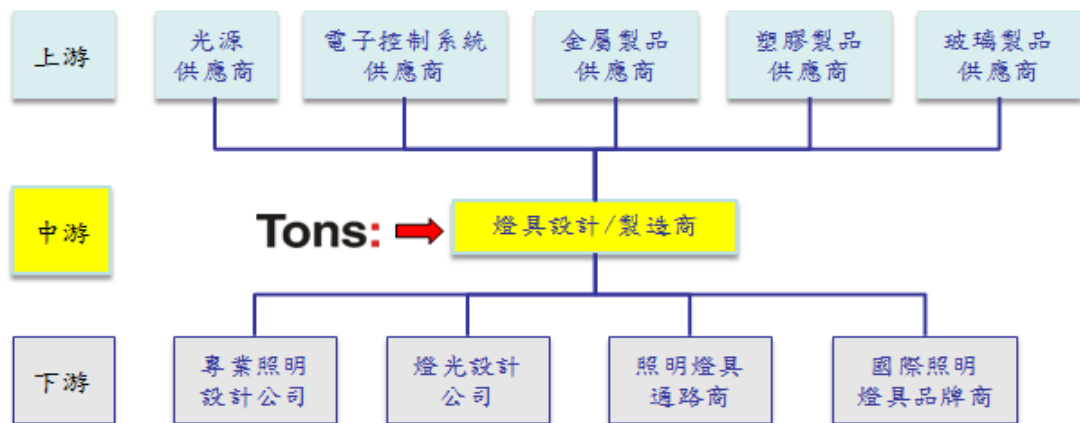 上游
光源
供應商
電子控制系統
供應商
金屬製品
供應商
塑膠製品
供應商
玻璃製品
供應商
中游
Tons:
燈具設計/製造商
下游
專業照明
設計公司
燈光設計
公司
照明燈具
通路商
國際照明
燈具品牌商